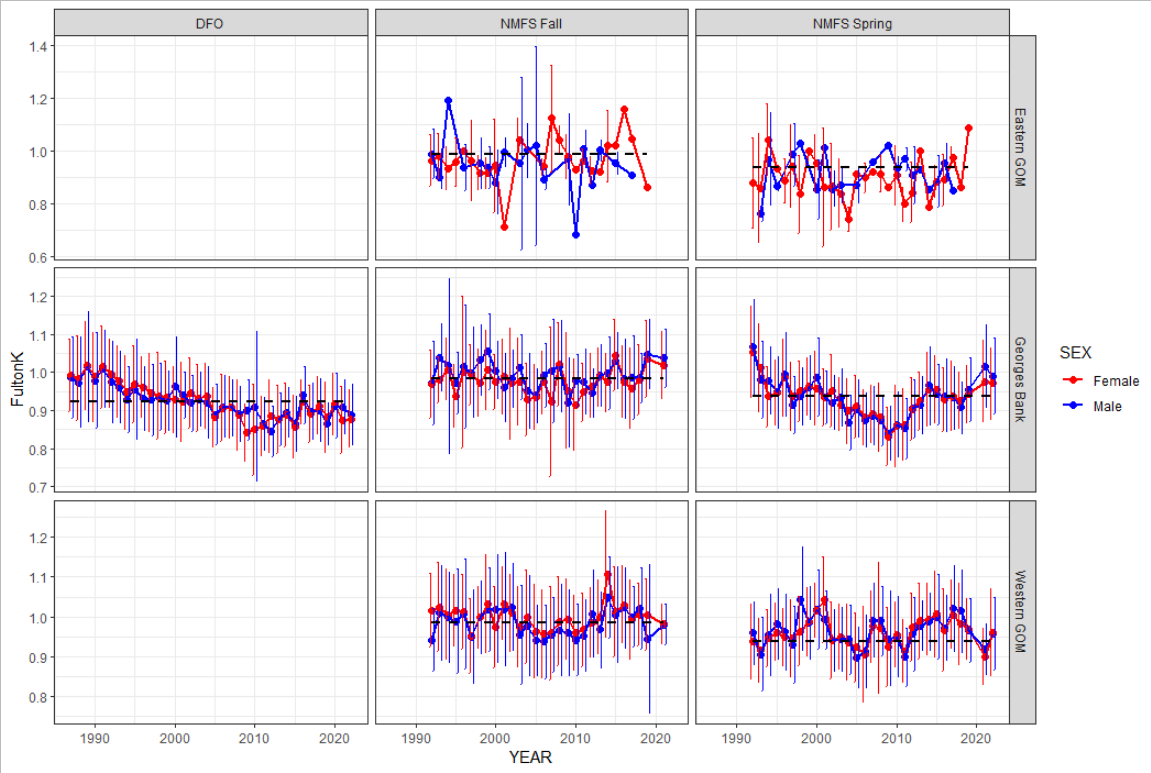 DFO NMFS Fall NMFS Spring
1.4
1.2
1.0
0.8
0.6
Eastern GOM
1.2
1.1
1.0
0.9
0.8
0.7
Georges Bank
1.2
1.1
1.0
0.9
0.8
Western GOM
FultonK
1990 2000 2010 2020 1990 2000 2010 2020 1990 2000 2010 2020
YEAR
SEX
Female
Male